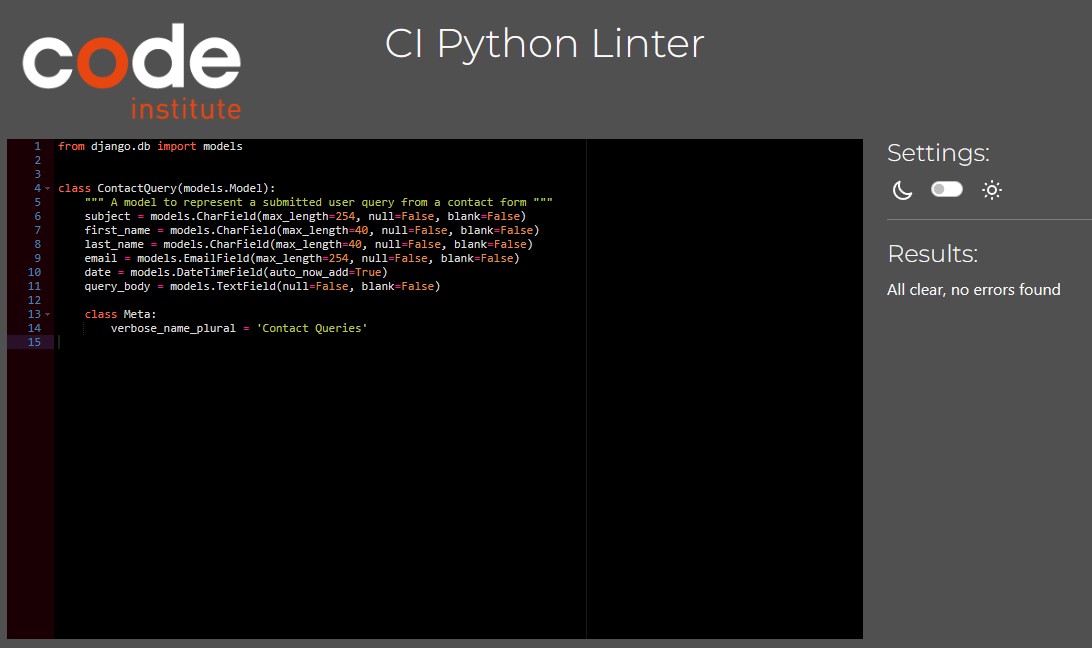 code
institute
CI Python Linter
1 from django.db import models
2
3
4 class ContactQuery(models.Model):
5     """ A model to represent a submitted user query from a contact form """
6     subject = models.CharField(max_length=254, null=False, blank=False)
7     first_name = models.CharField(max_length=40, null=False, blank=False)
8     last_name = models.CharField(max_length=40, null=False, blank=False)
9     email = models.EmailField(max_length=254, null=False, blank=False)
10     date = models.DateTimeField(auto_now_add=True)
11     query_body = models.TextField(null=False, blank=False)
12
13     class Meta:
14         verbose_name_plural = 'Contact Queries'
15
Settings:
Results:
All clear, no errors found